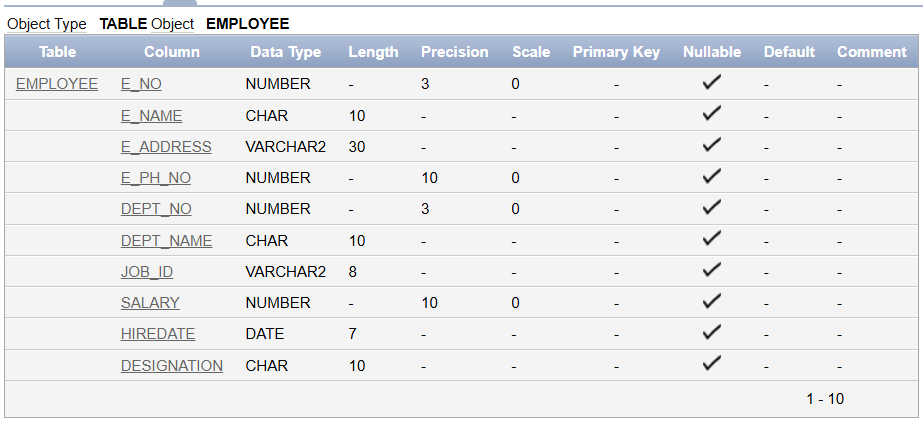 Object Type TABLE Object EMPLOYEE
Table Column Data Type Length Precision Scale Primary Key Nullable Default Comment
EMPLOYEE E_NO NUMBER - 3 0 - ✓ - -
E_NAME CHAR 10 - - - ✓ - -
E_ADDRESS VARCHAR2 30 - - - ✓ - -
E_PH_NO NUMBER - 10 0 - ✓ - -
DEPT_NO NUMBER - 3 0 - ✓ - -
DEPT_NAME CHAR 10 - - - ✓ - -
JOB_ID VARCHAR2 8 - - - ✓ - -
SALARY NUMBER - 10 0 - ✓ - -
HIREDATE DATE 7 - - - ✓ - -
DESIGNATION CHAR 10 - - - ✓ - -
1 - 10